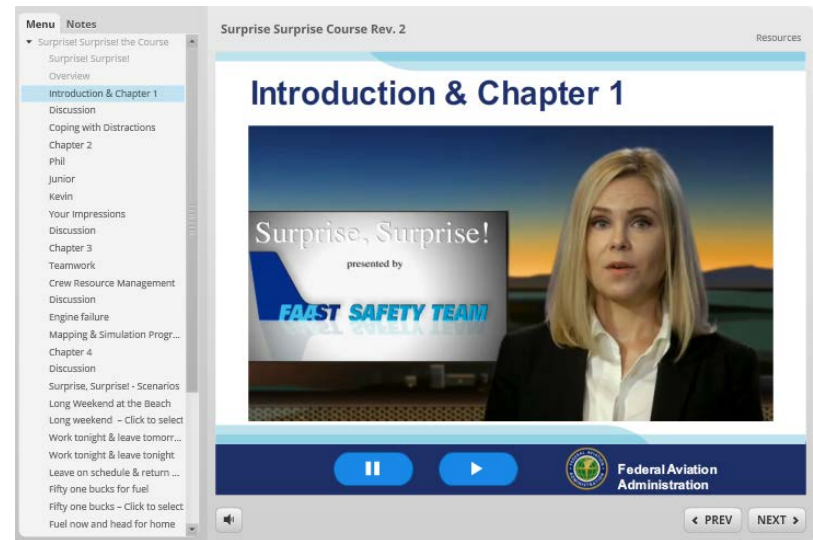 Menu Notes
Surprise! Surprise! the Course
Surprise! Surprise!
Overview
Introduction & Chapter 1
Discussion
Coping with Distractions
Chapter 2
Phil
Junior
Kevin
Your Impressions
Discussion
Chapter 3
Teamwork
Crew Resource Management
Discussion
Engine failure
Mapping & Simulation Progr...
Chapter 4
Discussion
Surprise, Surprise! - Scenarios
Long Weekend at the Beach
Long weekend – Click to select
Work tonight & leave tomorr...
Work tonight & leave tonight
Leave on schedule & return ...
Fifty one bucks for fuel
Fifty one bucks – Click to select
Fuel now and head for home
Surprise Surprise Course Rev. 2
Resources
Introduction & Chapter 1
Surprise, Surprise!
presented by
FAAST SAFETY TEAM
Federal Aviation
Administration
PREV
NEXT